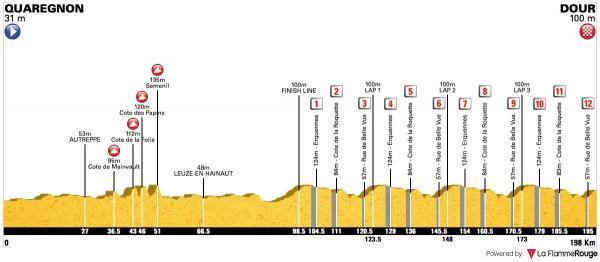 QUAREGNON
31 m
DOUR
100 m
135m
Semenil
120m
Cote des Papins
112m
Cote de la Folie
95m
Cote de Mainvault
53m
AUTREPPE
48m
LEUZE-EN-HAINAUT
100m
FINISH LINE
1
124m - Erquennes
2
84m - Cote de la Roquette
3
57m - Rue de Belle Vue
100m
LAP 1
4
124m - Erquennes
5
84m - Cote de la Roquette
6
57m - Rue de Belle Vue
100m
LAP 2
7
124m - Erquennes
8
84m - Cote de la Roquette
9
57m - Rue de Belle Vue
100m
LAP 3
10
124m - Erquennes
11
84m - Cote de la Roquette
12
57m - Rue de Belle Vue
27 36.5 43 46 51 66.5 98.5 104.5 111 120.5 129 136 145.5 154 160.5 170.5 179 185.5 195
0 123.5 148 173 198 KM
Powered by La FlammeRouge